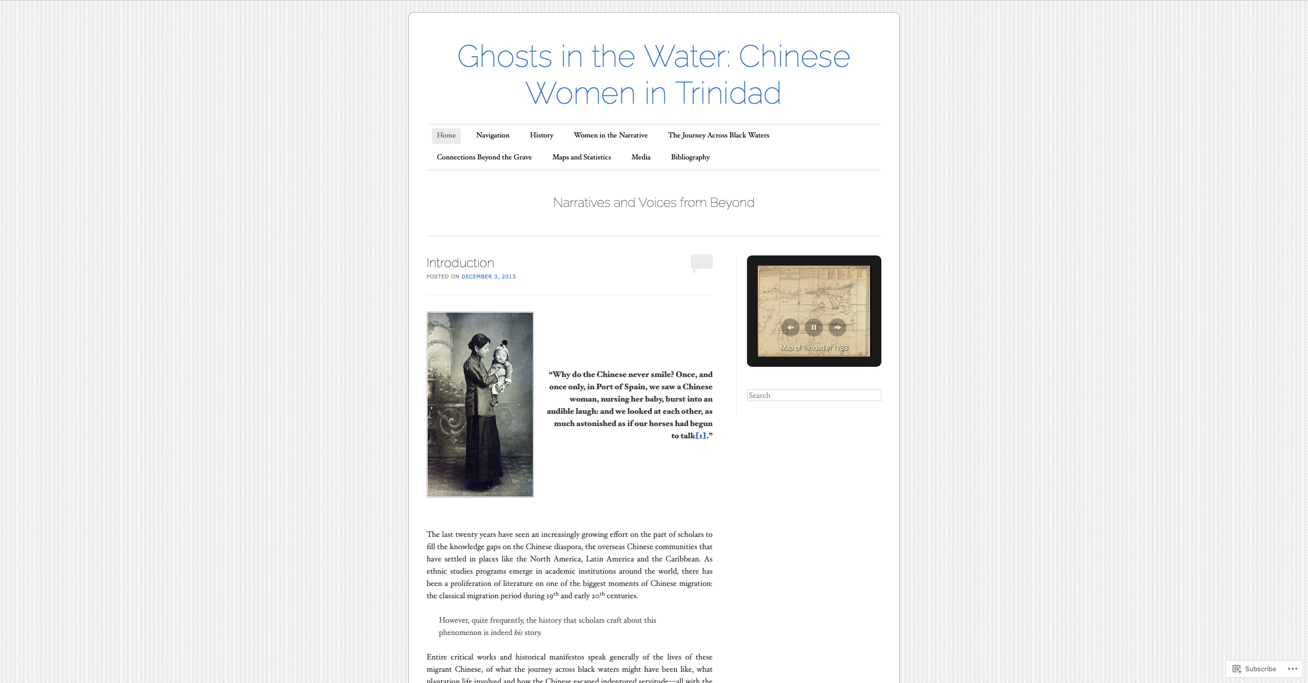 Ghosts in the Water: Chinese
Women in Trinidad
Home Navigation History Women in the Narrative The Journey Across Black Waters
Connections Beyond the Grave Maps and Statistics Media Bibliography
Narratives and Voices from Beyond
Introduction
POSTED ON DECEMBER 3, 2013
“Why do the Chinese never smile? Once, and
once only, in Port of Spain, we saw a Chinese
woman, nursing her baby, burst into an
audible laugh: and we looked at each other, as
much astonished as if our horses had begun
to talk[1].”
Map of Trinidad in 1783
Search
The last twenty years have seen an increasingly growing effort on the part of scholars to
fill the knowledge gaps on the Chinese diaspora, the overseas Chinese communities that
have settled in places like the North America, Latin America and the Caribbean. As
ethnic studies programs emerge in academic institutions around the world, there has
been a proliferation of literature on one of the biggest moments of Chinese migration:
the classical migration period during 19th and early 20th centuries.
However, quite frequently, the history that scholars craft about this
phenomenon is indeed his story.
Entire critical works and historical manifestos speak generally of the lives of these
migrant Chinese, of what the journey across black waters might have been like, what
plantation life involved and how the Chinese escaped indentured servitude—all with the
Subscribe